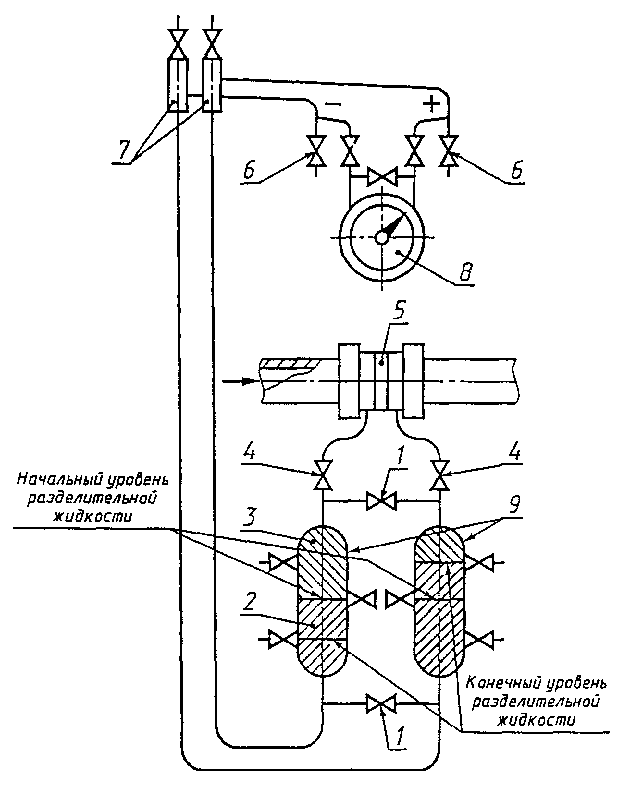 7
−
+
6
6
8
5
4
1
4
Начальный уровень
разделительной
жидкости
3
9
2
Конечный уровень
разделительной
жидкости
1